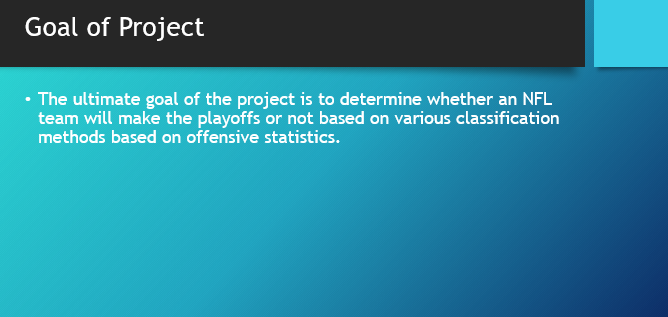 Goal of Project
• The ultimate goal of the project is to determine whether an NFL
team will make the playoffs or not based on various classification
methods based on offensive statistics.